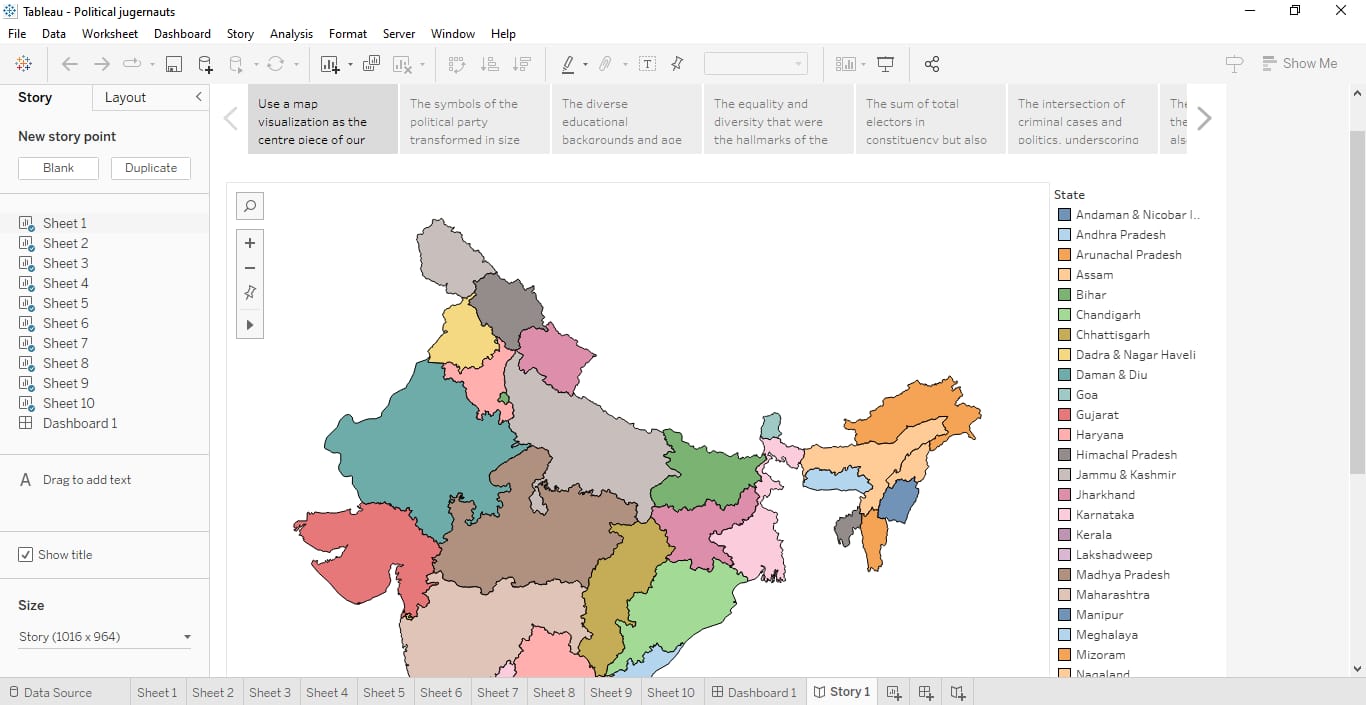 Tableau - Political jugernauts
File Data Worksheet Dashboard Story Analysis Format Server Window Help
Show Me
Story
Layout
New story point
Blank
Duplicate
Sheet 1
Sheet 2
Sheet 3
Sheet 4
Sheet 5
Sheet 6
Sheet 7
Sheet 8
Sheet 9
Sheet 10
Dashboard 1
A Drag to add text
Show title
Size
Story (1016 x 964)
Use a map
visualization as the
centre piece of our
The symbols of the
political party
transformed in size
The diverse
educational
backgrounds and age
The equality and
diversity that were
the hallmarks of the
The sum of total
electors in
constituency but also
The intersection of
criminal cases and
politics, underscoring
the
als
State
Andaman & Nicobar I..
Andhra Pradesh
Arunachal Pradesh
Assam
Bihar
Chandigarh
Chhattisgarh
Dadra & Nagar Haveli
Daman & Diu
Goa
Gujarat
Haryana
Himachal Pradesh
Jammu & Kashmir
Jharkhand
Karnataka
Kerala
Lakshadweep
Madhya Pradesh
Maharashtra
Manipur
Meghalaya
Mizoram
Nagaland
Data Source Sheet 1 Sheet 2 Sheet 3 Sheet 4 Sheet 5 Sheet 6 Sheet 7 Sheet 8 Sheet 9 Sheet 10 Dashboard 1 Story 1